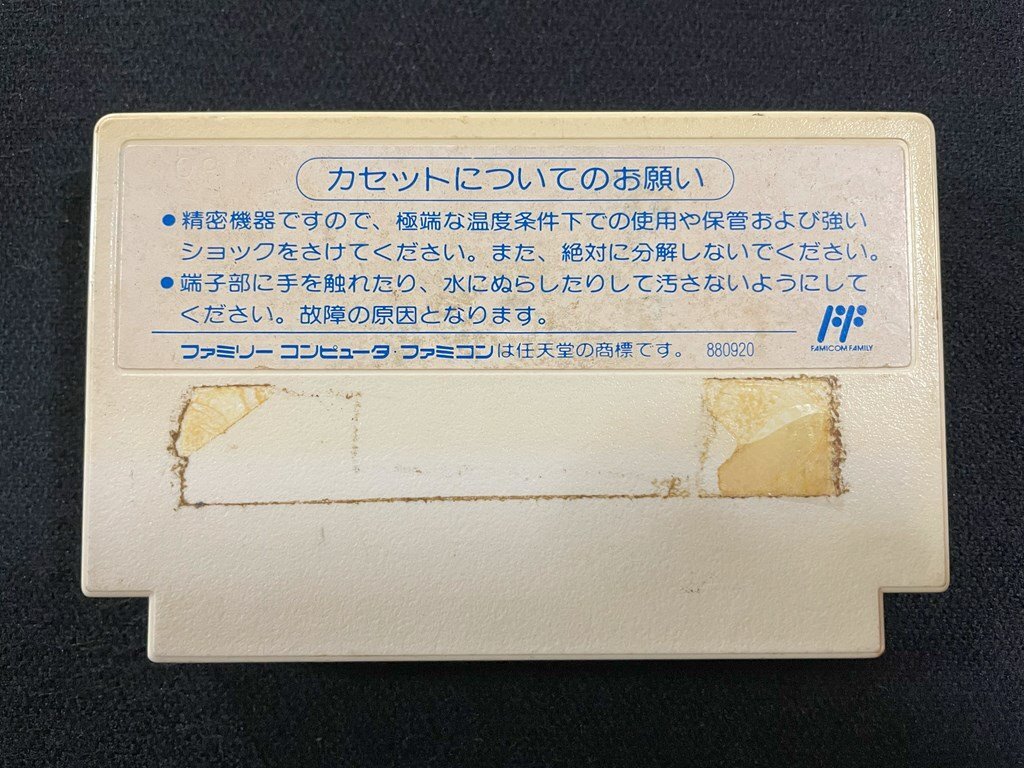 カセットについてのお願い
●精密機器ですので、極端な温度条件下での使用や保管および強い
ショックをさけてください。また、絶対に分解しないでください。
●端子部に手を触れたり、水にぬらしたりして汚さないようにして
ください。故障の原因となります。
FAMICOM FAMILY
ファミリー コンピュータ・ファミコンは任天堂の商標です。 880920